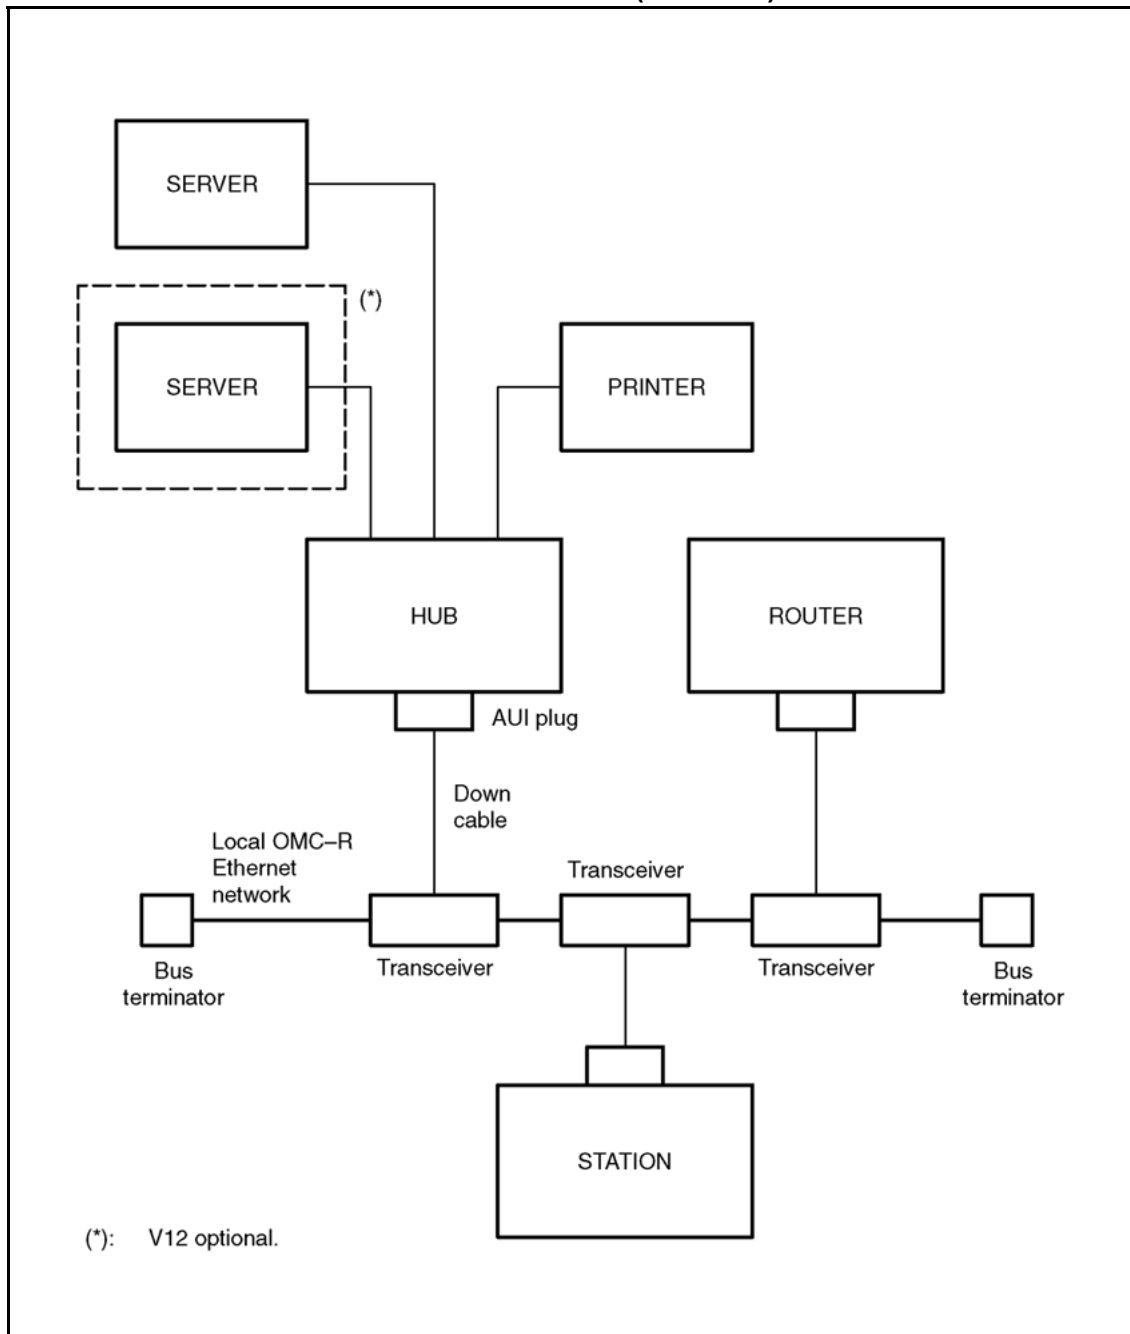 SERVER
(*)
SERVER
PRINTER
HUB
ROUTER
AUI plug
Down
cable
Local OMC–R
Ethernet
network
Transceiver
Bus
terminator
Transceiver
Transceiver
Bus
terminator
STATION
(*): V12 optional.